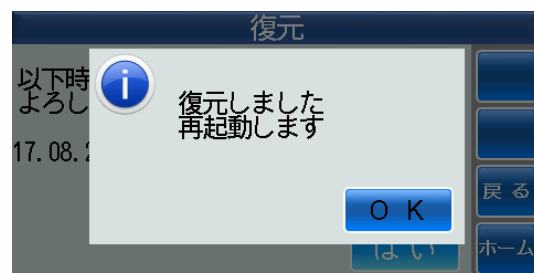 復元
以下時
よろし
復元しました
再起動します
17.08.2
戻る
OK
はい
ホーム